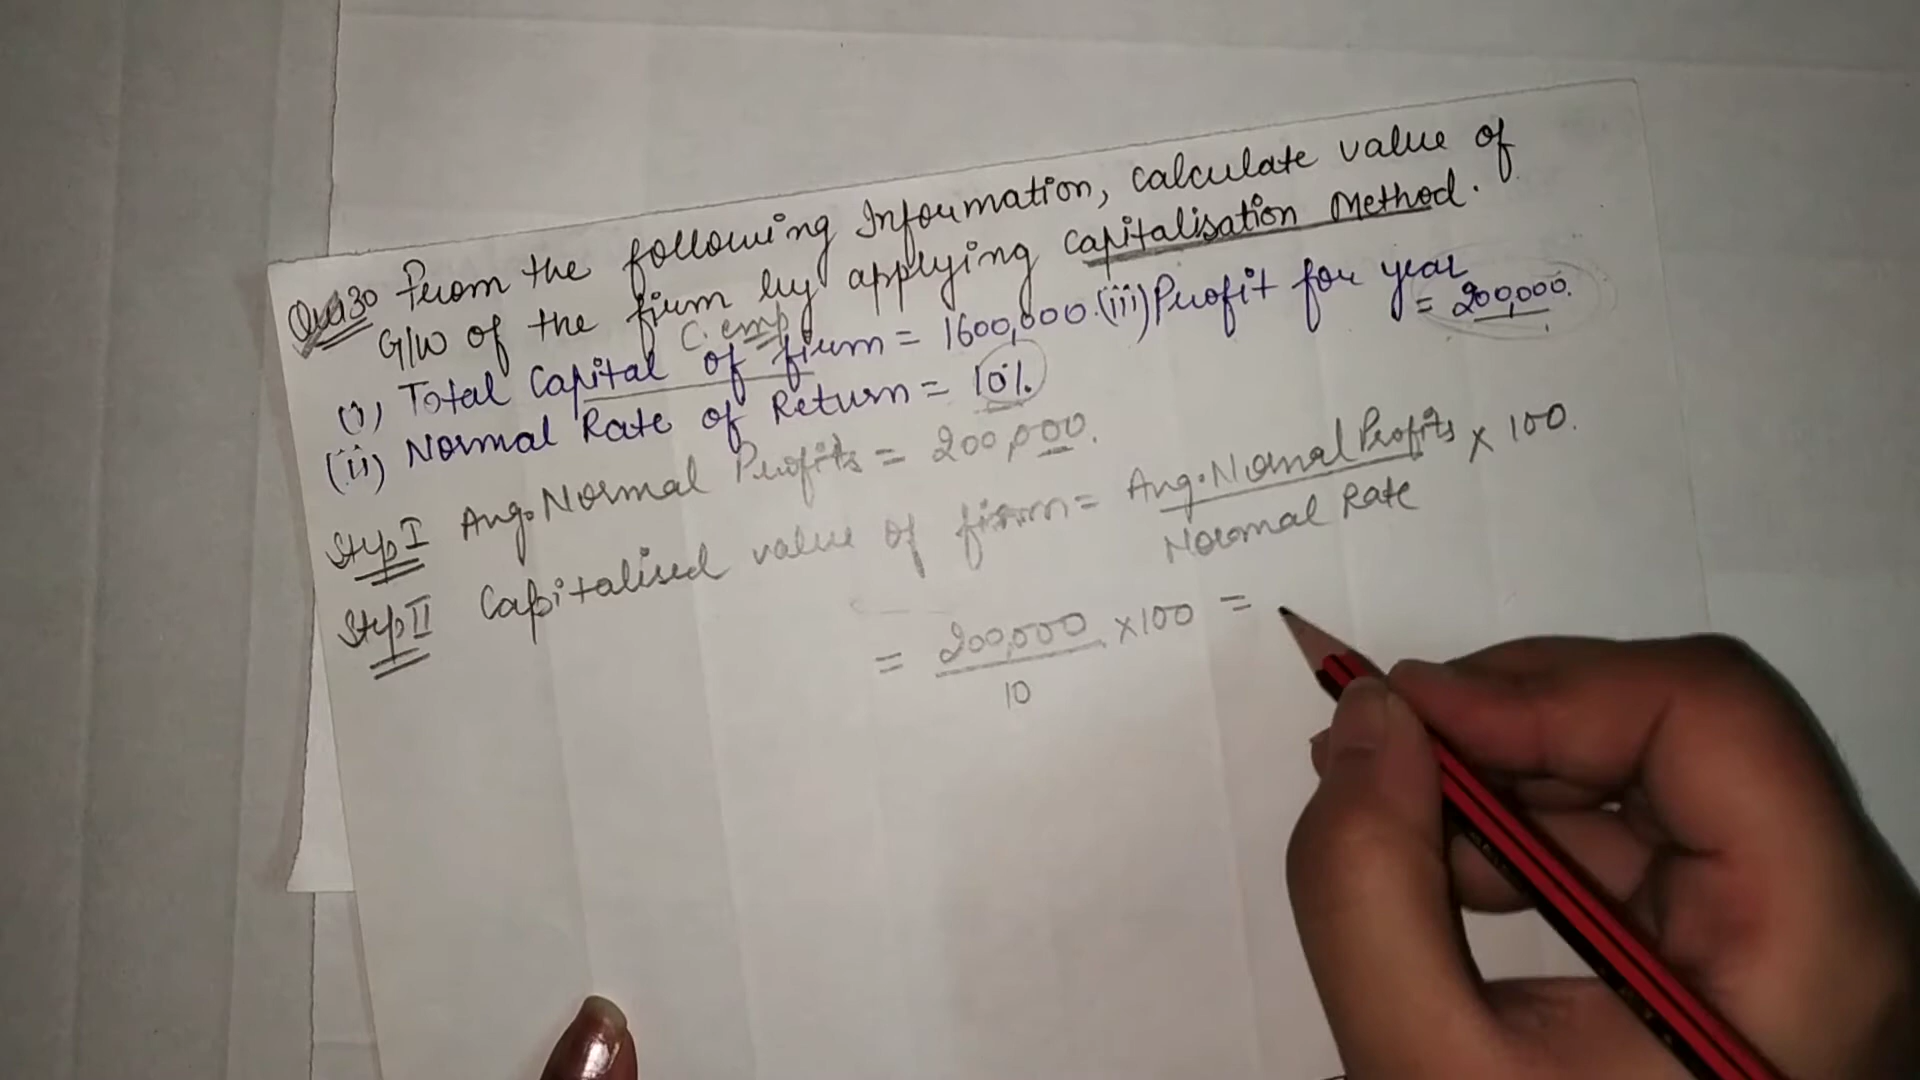 Ques 30 From the following Information, calculate value of
G/W of the firm by applying capitalisation Method.
C. emp
(i) Total Capital of firm = 1600,000. (iii) Profit for year
= 200,000.
(ii) Normal Rate of Return = 10%.
Step I Avg. Normal Profits = 200,000.
Step II Capitalised value of firm = Avg. Normal Profits × 100.
Normal Rate
= 200,000 × 100 =
10